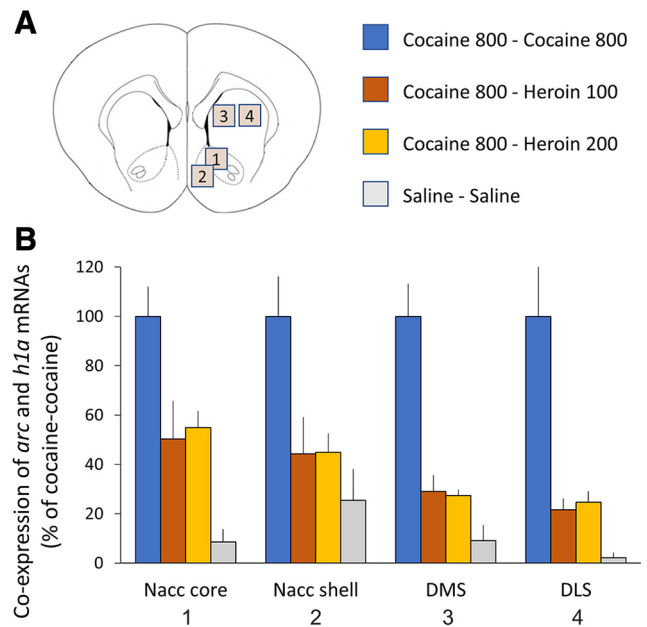 A
3 4
1
2
Cocaine 800 - Cocaine 800
Cocaine 800 - Heroin 100
Cocaine 800 - Heroin 200
Saline - Saline
B
Co-expression of arc and h1a mRNAs
(% of cocaine-cocaine)
120
100
80
60
40
20
0
Nacc core Nacc shell DMS DLS
1 2 3 4